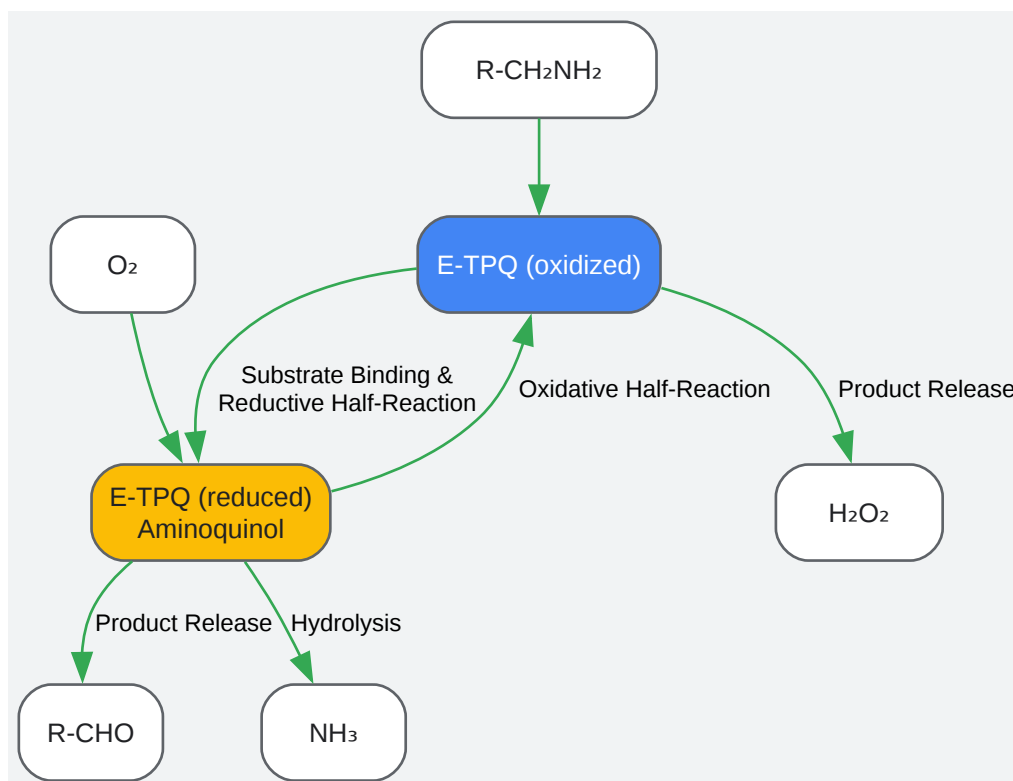 R-CH₂NH₂
O₂
E-TPQ (oxidized)
Substrate Binding &
Reductive Half-Reaction
Oxidative Half-Reaction
Product Release
E-TPQ (reduced)
Aminoquinol
H₂O₂
Product Release
Hydrolysis
R-CHO
NH₃